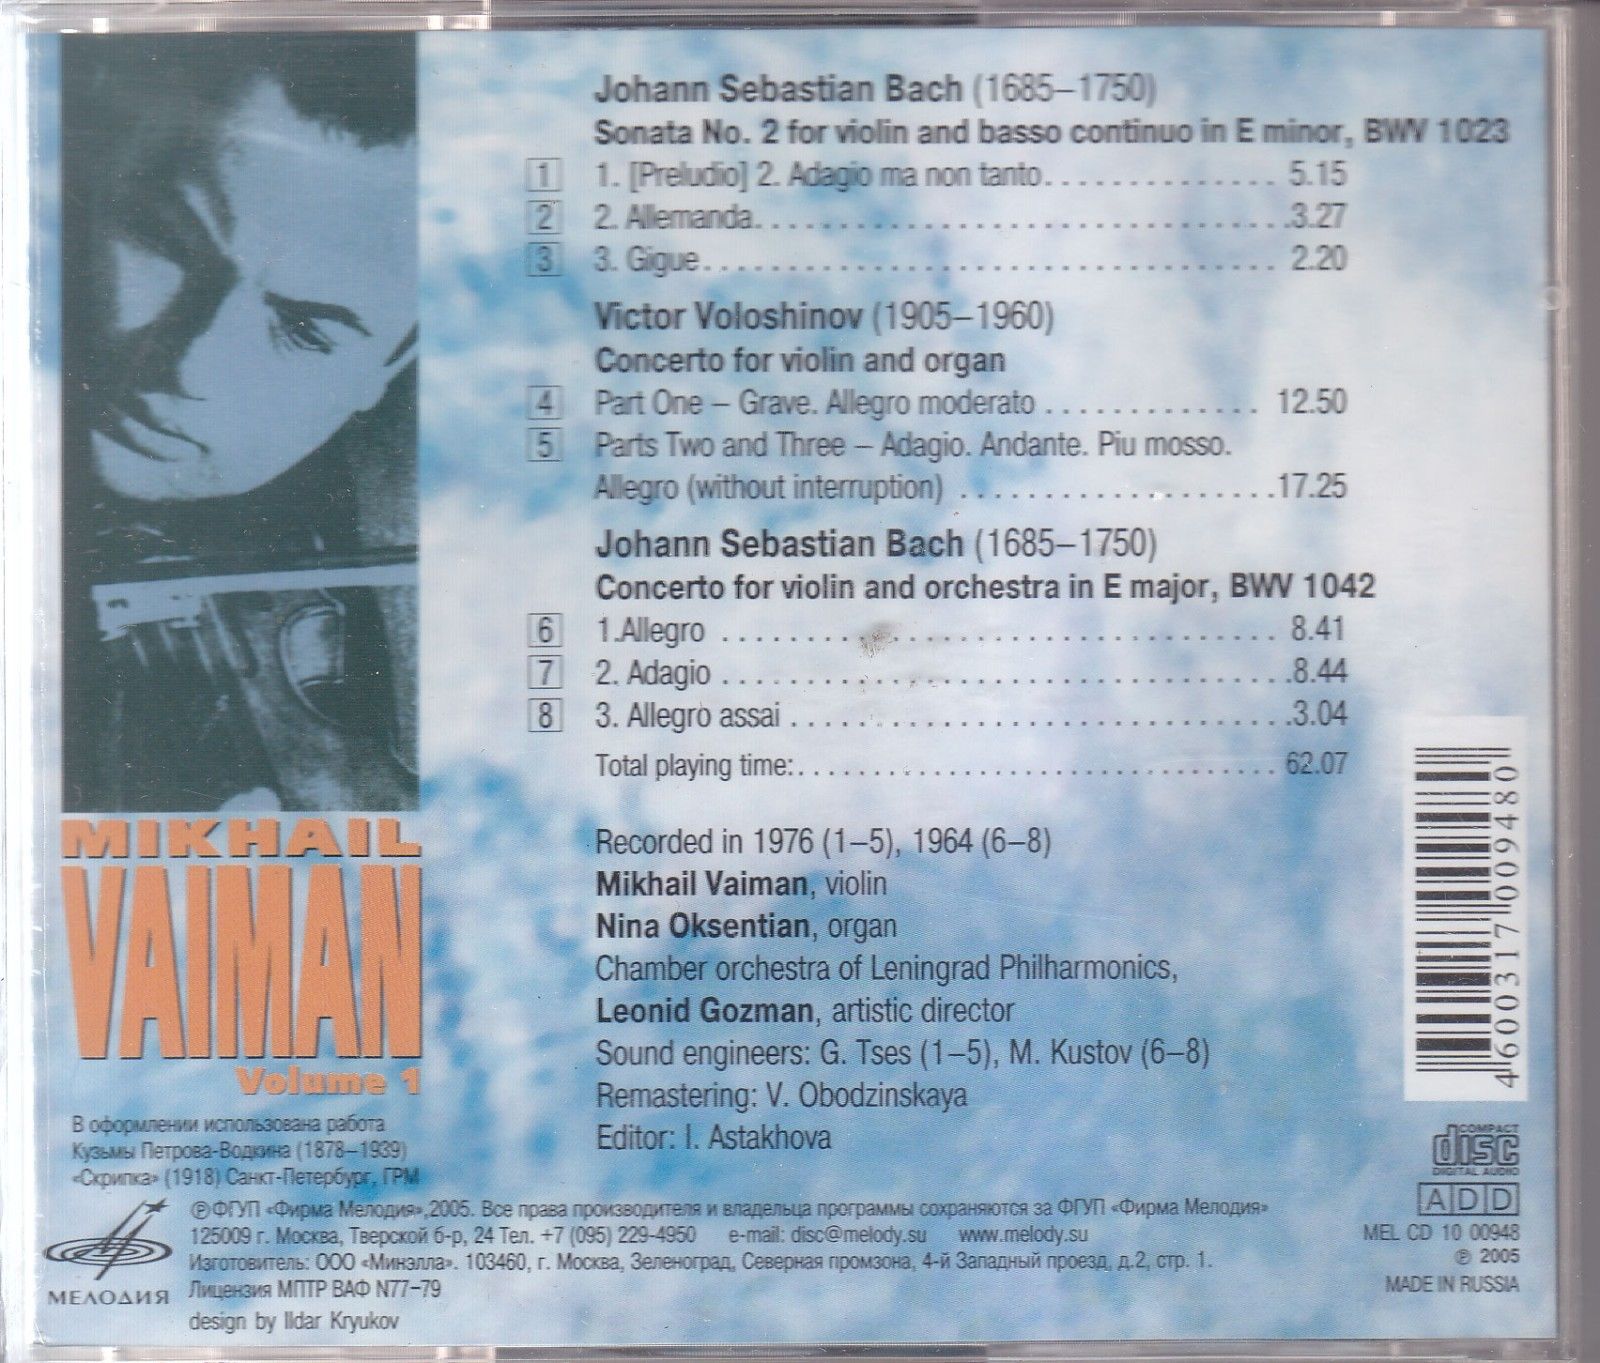 Johann Sebastian Bach (1685–1750)
Sonata No. 2 for violin and basso continuo in E minor, BWV 1023
1 1. [Preludio] 2. Adagio ma non tanto. . . . . . . . . . . . . . 5.15
2 2. Allemanda. . . . . . . . . . . . . . . . . . . . . . . . . . . . . . . .3.27
3 3. Gigue. . . . . . . . . . . . . . . . . . . . . . . . . . . . . . . . . . 2.20
Victor Voloshinov (1905–1960)
Concerto for violin and organ
4 Part One – Grave. Allegro moderato . . . . . . . . . . . . . 12.50
5 Parts Two and Three – Adagio. Andante. Piu mosso.
Allegro (without interruption) . . . . . . . . . . . . . . . . . . .17.25
Johann Sebastian Bach (1685–1750)
Concerto for violin and orchestra in E major, BWV 1042
6 1.Allegro . . . . . . . . . . . . . . . . . . . . . . . . . . . . . . . . . 8.41
7 2. Adagio . . . . . . . . . . . . . . . . . . . . . . . . . . . . . . . . . .8.44
8 3. Allegro assai . . . . . . . . . . . . . . . . . . . . . . . . . . . . . .3.04
Total playing time:. . . . . . . . . . . . . . . . . . . . . . . . . . . . . 62.07
Recorded in 1976 (1–5), 1964 (6–8)
Mikhail Vaiman, violin
Nina Oksentian, organ
Chamber orchestra of Leningrad Philharmonics,
Leonid Gozman, artistic director
Sound engineers: G. Tses (1–5), M. Kustov (6–8)
Remastering: V. Obodzinskaya
Editor: I. Astakhova
MIKHAIL
VAIMAN
Volume 1
В оформлении использована работа
Кузьмы Петрова-Водкина (1878–1939)
«Скрипка» (1918) Санкт-Петербург, ГРМ
МЕЛОДИЯ
℗ФГУП «Фирма Мелодия»,2005. Все права производителя и владельца программы сохраняются за ФГУП «Фирма Мелодия»
125009 г. Москва, Тверской б-р, 24 Тел. +7 (095) 229-4950 e-mail: disc@melody.su www.melody.su
Изготовитель: ООО «Минэлла». 103460, г. Москва, Зеленоград, Северная промзона, 4-й Западный проезд, д.2, стр. 1.
Лицензия МПТР ВАФ N77–79
design by Ildar Kryukov
4 600317 009480
COMPACT
disc
DIGITAL AUDIO
ADD
MEL CD 10 00948
℗ 2005
MADE IN RUSSIA